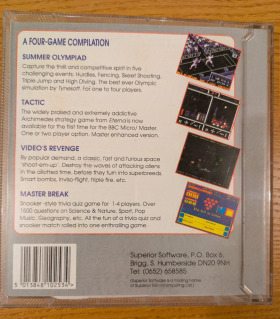 A FOUR-GAME COMPILATION
SUMMER OLYMPIAD
Capture the thrill and competitive spirit in five
challenging events: Hurdles, Fencing, Skeet Shooting,
Triple Jump and High Diving. The best ever Olympic
simulation by Tynesoft. For one to four players.
TACTIC
The widely praised and extremely addictive
Archimedes strategy game from Eterna is now
available for the first time for the BBC Micro/Master.
One or two player option. Master enhanced version.
VIDEO'S REVENGE
By popular demand, a classic, fast and furious space
'shoot-em-up'. Destroy the waves of attacking aliens
in the allotted time, before they turn into superbreeds.
Smart bombs, invisi-flight, triple fire, etc.
MASTER BREAK
Snooker-style trivia quiz game for 1-4 players. Over
1500 questions on Science & Nature, Sport, Pop
Music, Geography, etc. All the fun of a trivia quiz and
snooker match rolled into one enthralling game.
Superior Software, P.O. Box 6,
Brigg, S. Humberside DN20 9NH
Tel: (0652) 658585